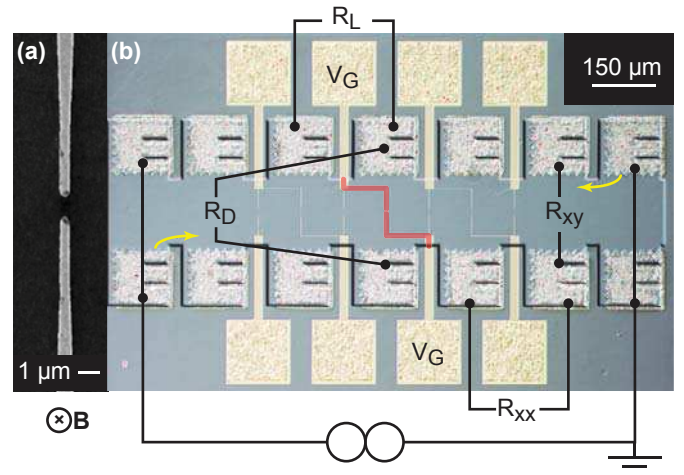 R_L
(a)
(b)
V_G
150 µm
R_D
R_xy
V_G
1 µm
B
R_xx